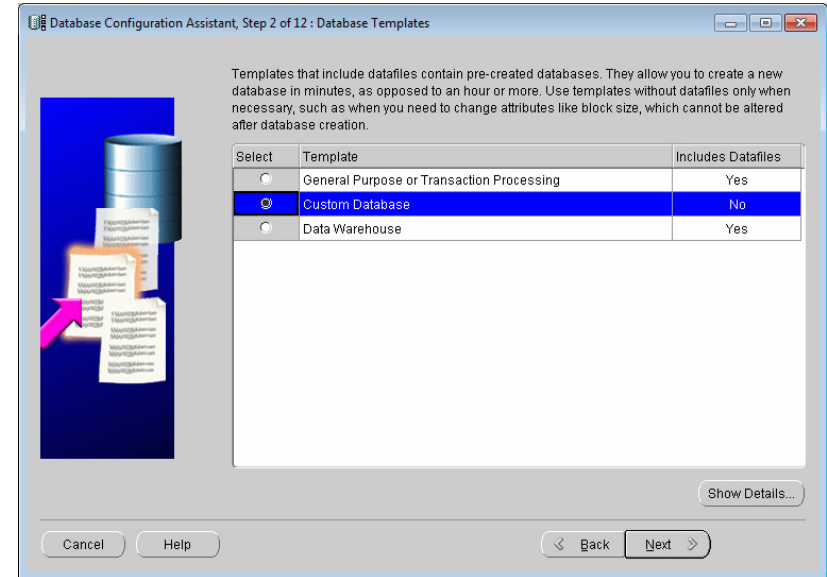 Database Configuration Assistant, Step 2 of 12 : Database Templates
Templates that include datafiles contain pre-created databases. They allow you to create a new
database in minutes, as opposed to an hour or more. Use templates without datafiles only when
necessary, such as when you need to change attributes like block size, which cannot be altered
after database creation.
Select Template Includes Datafiles
General Purpose or Transaction Processing Yes
Custom Database No
Data Warehouse Yes
Show Details...
Cancel Help Back Next